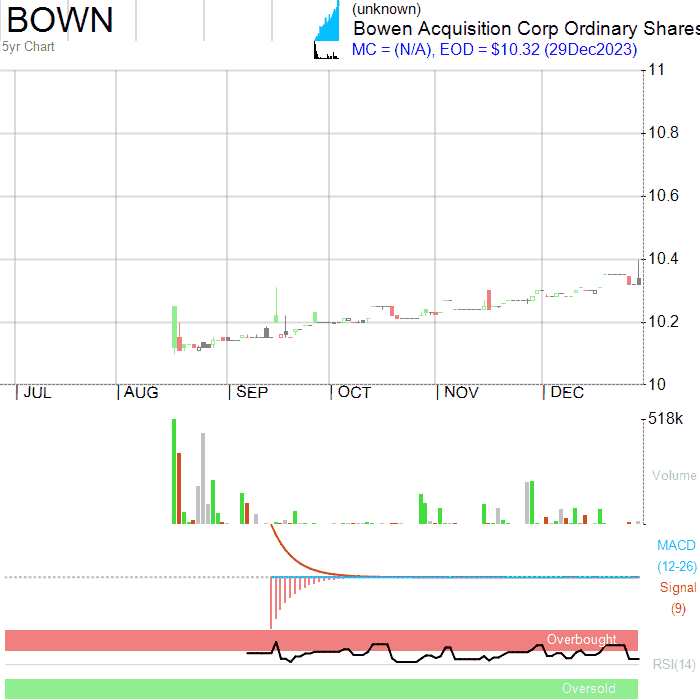 BOWN
5yr Chart
(unknown)
Bowen Acquisition Corp Ordinary Shares
MC = (N/A), EOD = $10.32 (29Dec2023)
11
10.8
10.6
10.4
10.2
10
JUL AUG SEP OCT NOV DEC
518k
Volume
MACD
(12-26)
Signal
(9)
Overbought
RSI(14)
Oversold